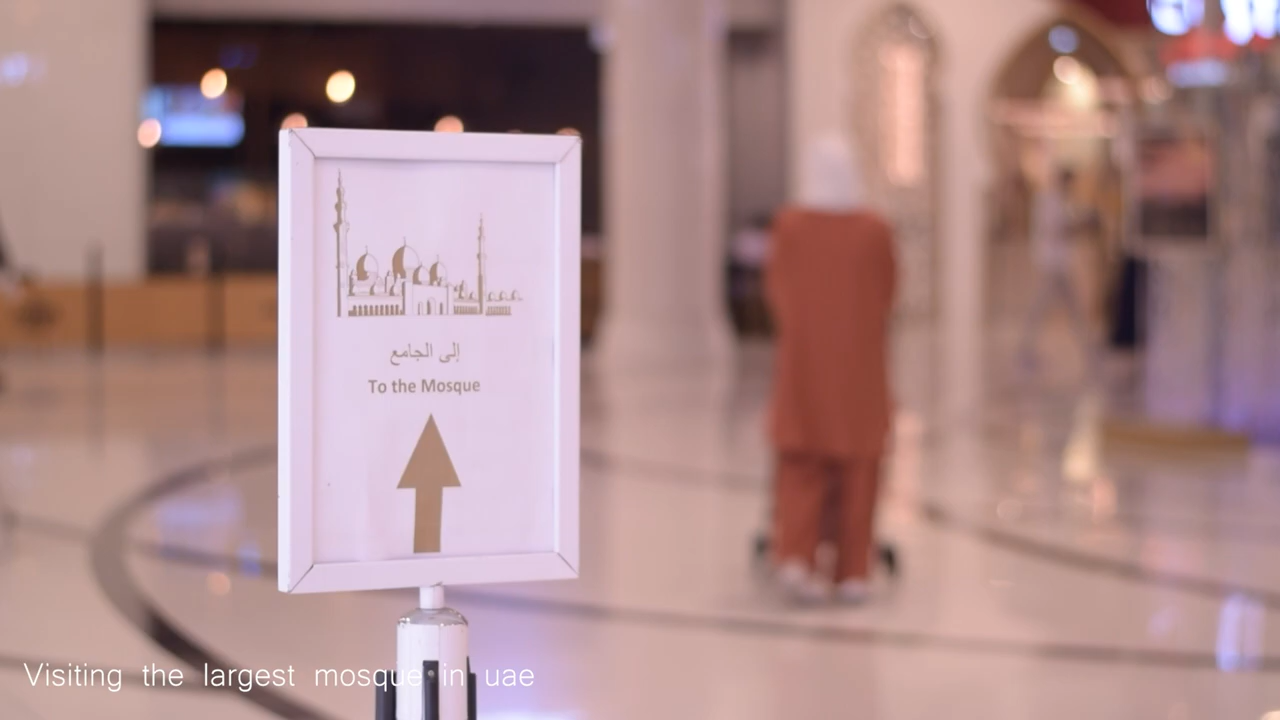 إلى الجامع
To the Mosque
Visiting the largest mosque in uae